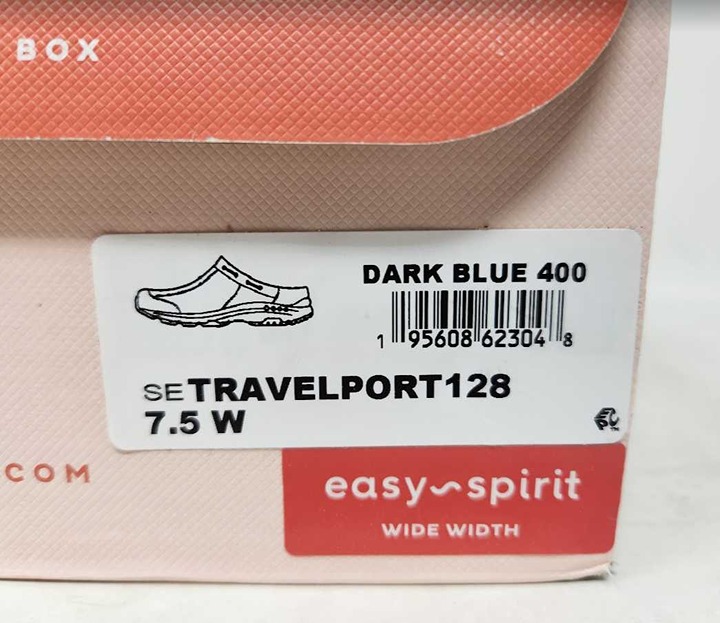 BOX
DARK BLUE 400
1 95608 62304 8
SETRAVELPORT128
7.5 W
COM
easy~spirit
WIDE WIDTH